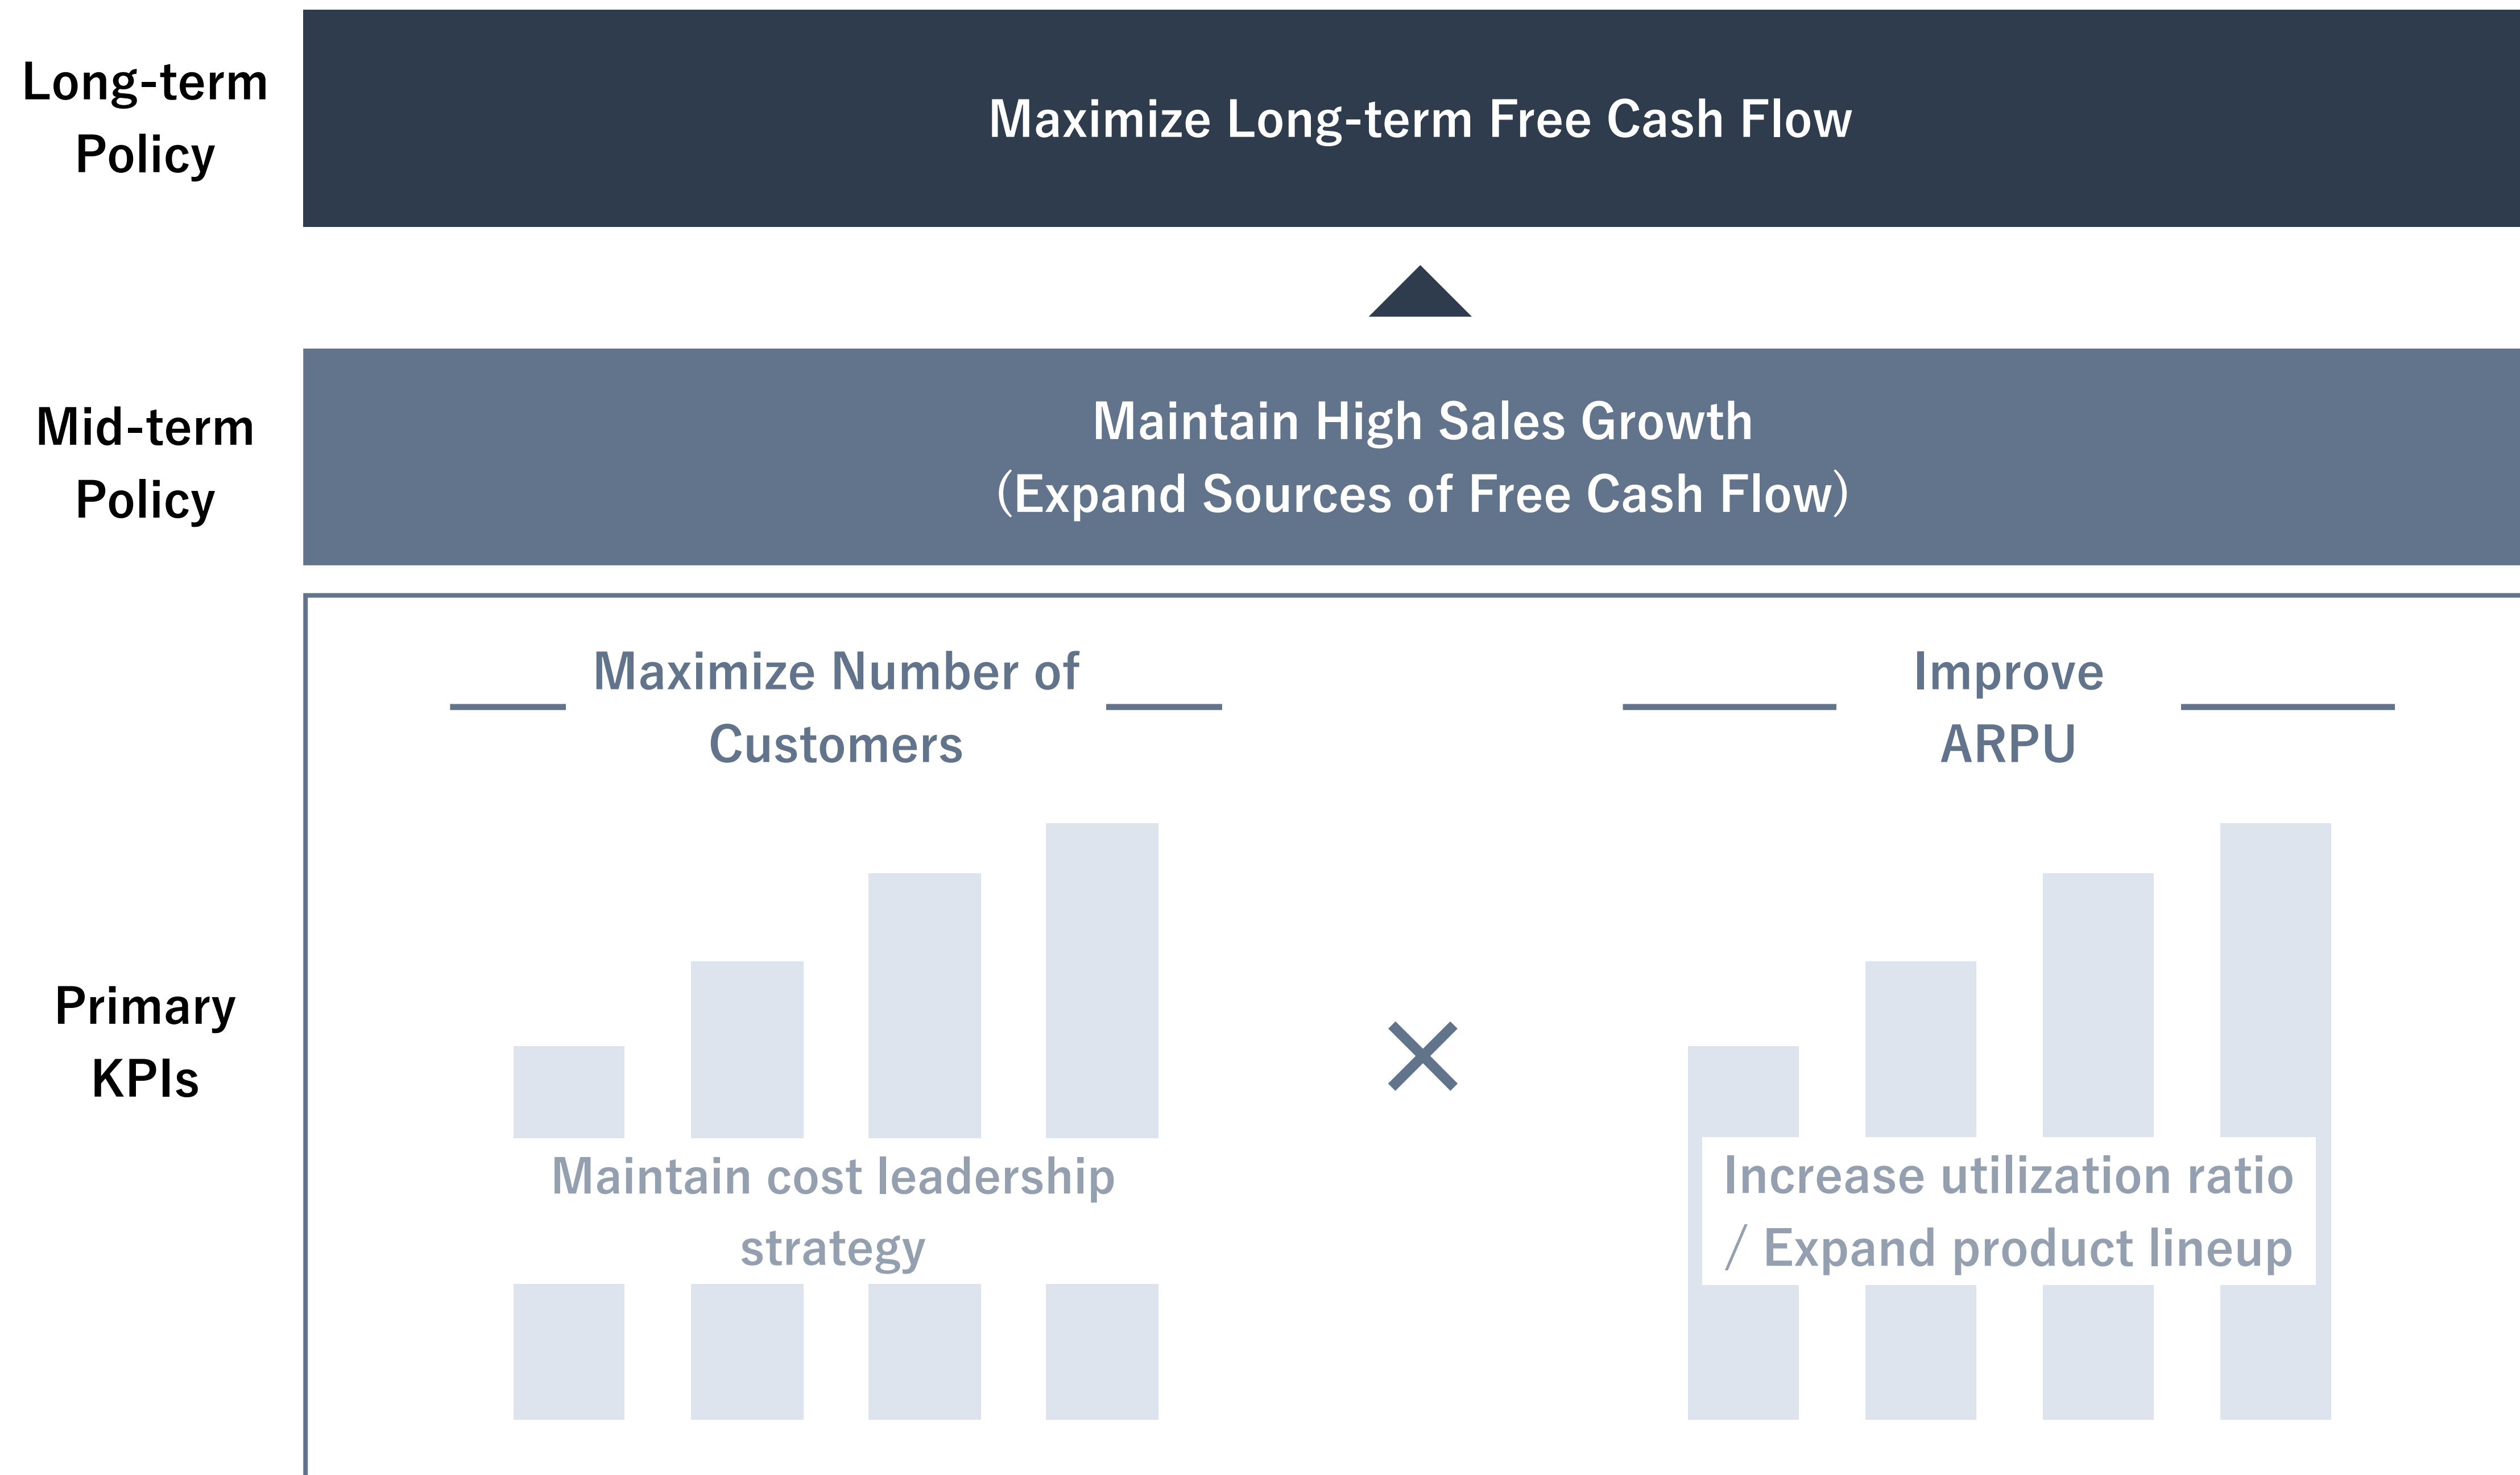 Long-term
Policy
Maximize Long-term Free Cash Flow
Mid-term
Policy
Maintain High Sales Growth
(Expand Sources of Free Cash Flow)
Primary
KPIs
Maximize Number of
Customers
Maintain cost leadership
strategy
×
Improve
ARPU
Increase utilization ratio
/ Expand product lineup